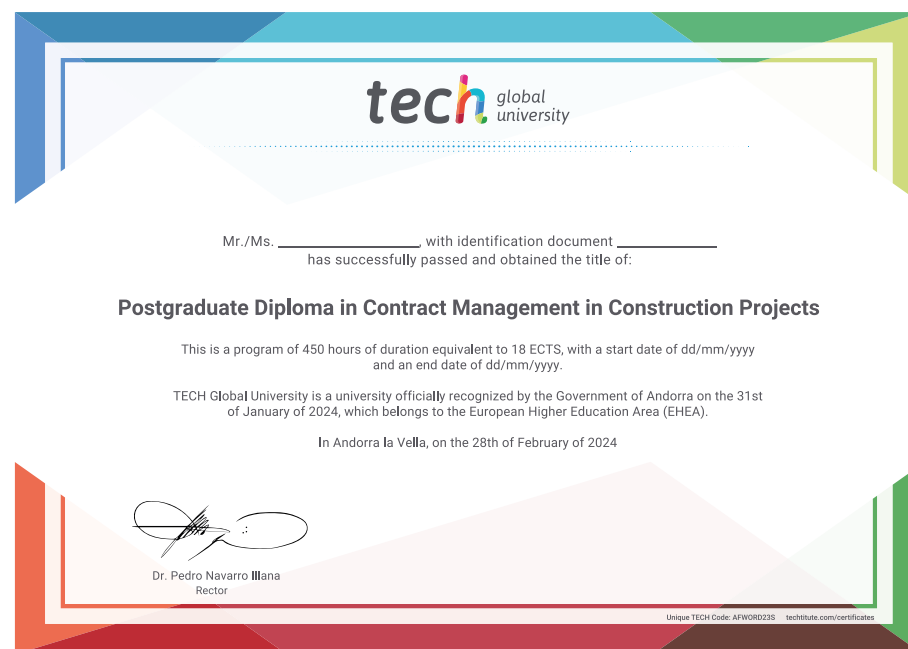 tech global university
Mr./Ms. ______________, with identification document __________
has successfully passed and obtained the title of:
Postgraduate Diploma in Contract Management in Construction Projects
This is a program of 450 hours of duration equivalent to 18 ECTS, with a start date of dd/mm/yyyy
and an end date of dd/mm/yyyy.
TECH Global University is a university officially recognized by the Government of Andorra on the 31st
of January of 2024, which belongs to the European Higher Education Area (EHEA).
In Andorra la Vella, on the 28th of February of 2024
Dr. Pedro Navarro Illana
Rector
Unique TECH Code: AFWORD23S techtitute.com/certificates